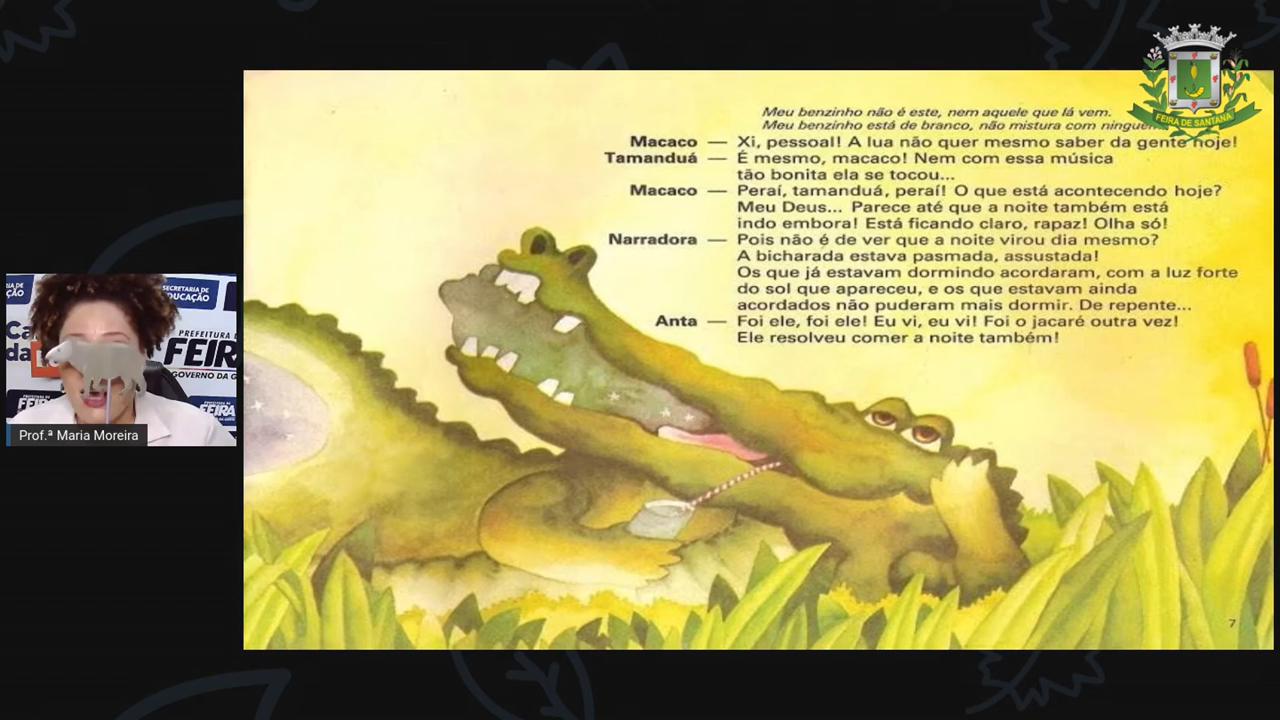 Meu benzinho não é este, nem aquele que lá vem.
Meu benzinho está de branco, não mistura com
Macaco — Xi, pessoal! A lua não quer mesmo saber da gente hoje!
Tamanduá — É mesmo, macaco! Nem com essa música
tão bonita ela se tocou...
Macaco — Peraí, tamanduá, peraí! O que está acontecendo hoje?
Meu Deus... Parece até que a noite também está
indo embora! Está ficando claro, rapaz! Olha só!
Narradora — Pois não é de ver que a noite virou dia mesmo?
A bicharada estava pasmada, assustada!
Os que já estavam dormindo acordaram, com a luz forte
do sol que apareceu, e os que estavam ainda
acordados não puderam mais dormir. De repente...
Anta — Foi ele, foi ele! Eu vi, eu vi! Foi o jacaré outra vez!
Ele resolveu comer a noite também!
7
FEIRA DE SANTANA
SECRETARIA DE
EDUCAÇÃO
PREFEITURA
FEIR
GOVERNO DA
Prof.ª Maria Moreira